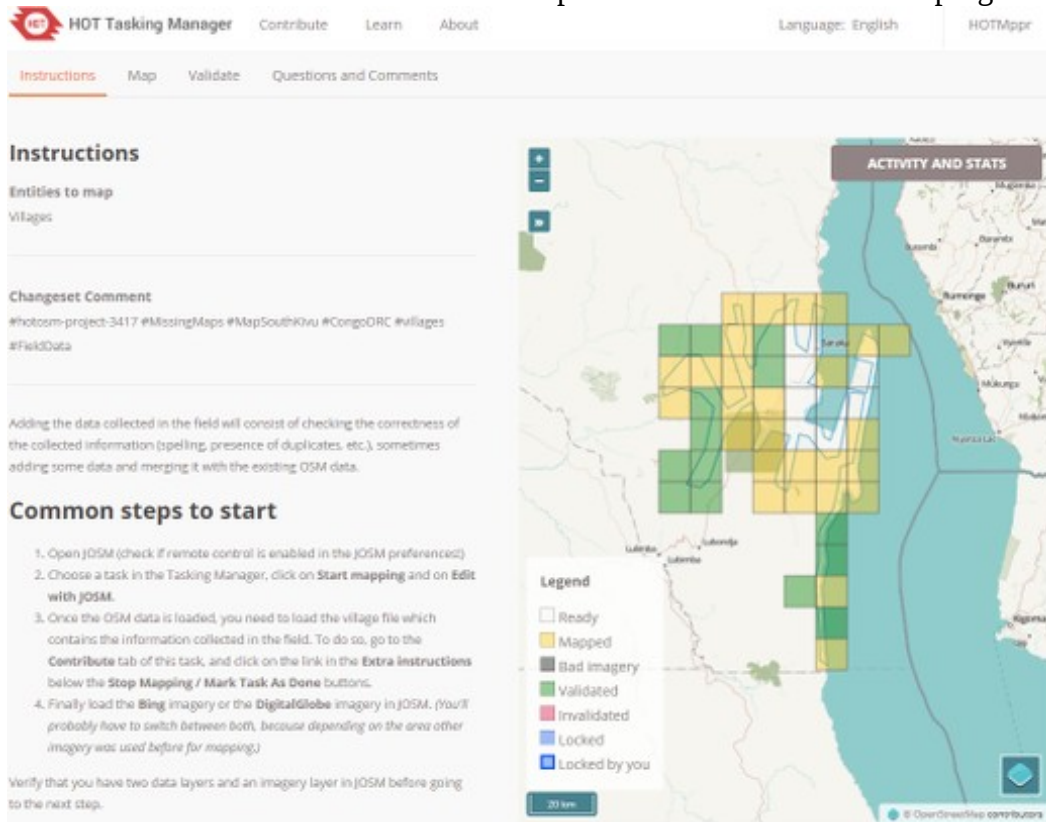 HOT HOT Tasking Manager Contribute Learn About Language: English HOTMppr
Instructions Map Validate Questions and Comments
Instructions
Entities to map
Villages
Changeset Comment
#hotosm-project-3417 #MissingMaps #MapSouthKivu #CongoDRC #villages
#FieldData
Adding the data collected in the field will consist of checking the correctness of
the collected information (spelling, presence of duplicates, etc.), sometimes
adding some data and merging it with the existing OSM data.
Common steps to start
1. Open JOSM (check if remote control is enabled in the JOSM preferences!)
2. Choose a task in the Tasking Manager, click on Start mapping and on Edit
with JOSM.
3. Once the OSM data is loaded, you need to load the village file which
contains the information collected in the field. To do so, go to the
Contribute tab of this task, and click on the link in the Extra instructions
below the Stop Mapping / Mark Task As Done buttons.
4. Finally load the Bing imagery or the DigitalGlobe imagery in JOSM. (You'll
probably have to switch between both, because depending on the area other
imagery was used before for mapping.)
Verify that you have two data layers and an imagery layer in JOSM before going
to the next step.
+
−
»
ACTIVITY AND STATS
Bururi
Rumonge
Baraka
Nyanza Lac
Lubondja
Lulimba
Legend
Ready
Mapped
Bad imagery
Validated
Invalidated
Locked
Locked by you
20 km
© OpenStreetMap contributors